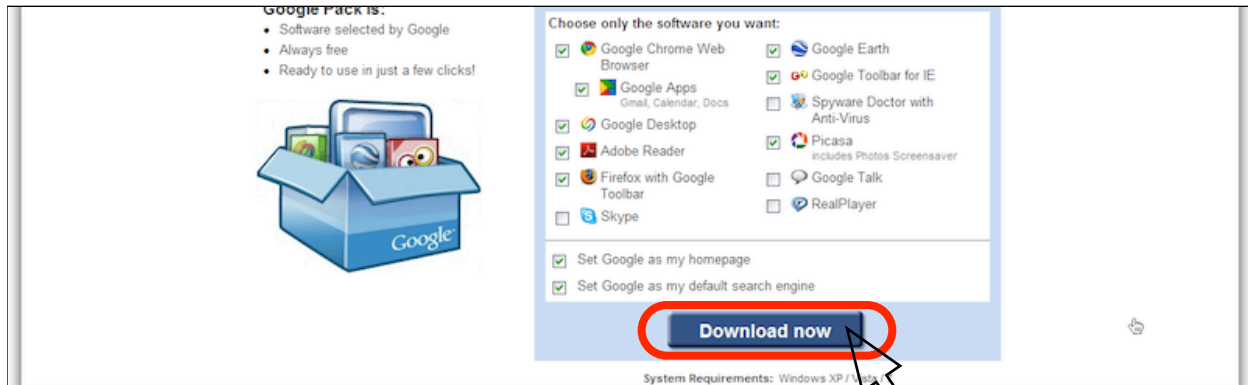 Google Pack is:
• Software selected by Google
• Always free
• Ready to use in just a few clicks!
Google
Choose only the software you want:
Google Chrome Web
Browser
Google Apps
Gmail, Calendar, Docs
Google Desktop
Adobe Reader
Firefox with Google
Toolbar
Skype
Google Earth
Google Toolbar for IE
Spyware Doctor with
Anti-Virus
Picasa
includes Photos Screensaver
Google Talk
RealPlayer
Set Google as my homepage
Set Google as my default search engine
Download now
System Requirements: Windows XP / Vista /